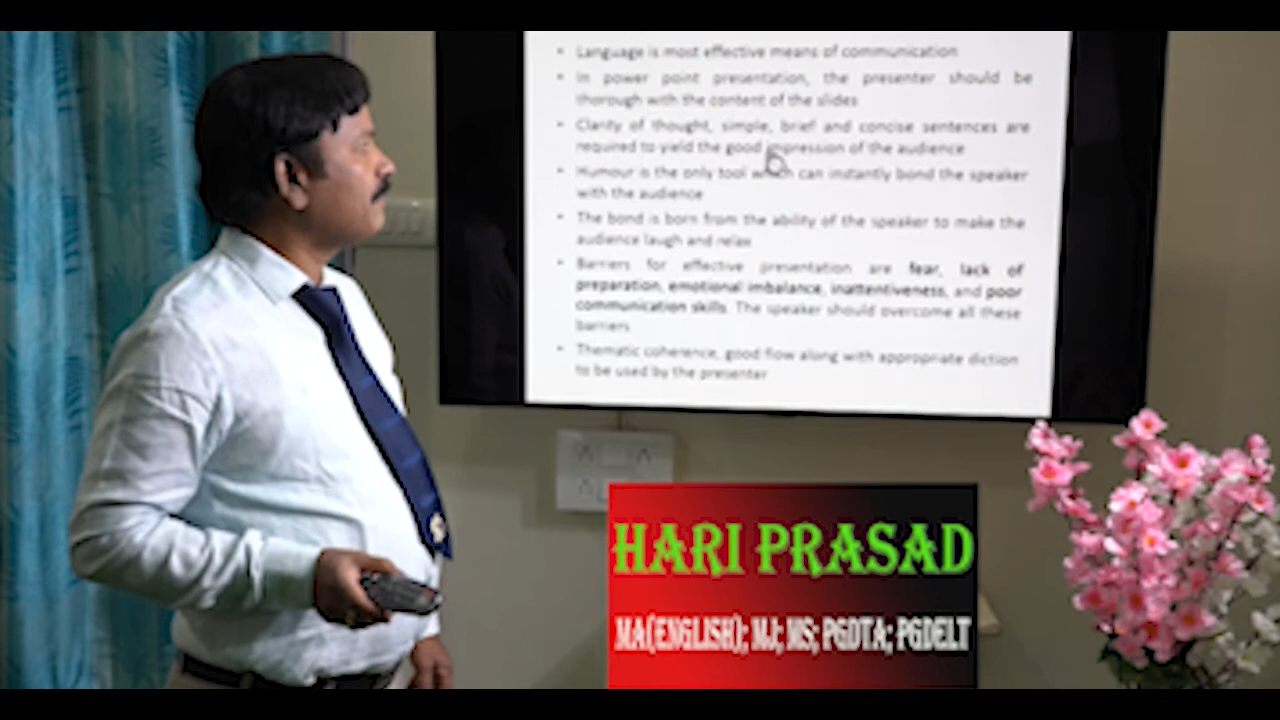 • Language is most effective means of communication
• In power point presentation, the presenter should be
thorough with the content of the slides
• Clarity of thought, simple, brief and concise sentences are
required to yield the good impression of the audience
• Humour is the only tool which can instantly bond the speaker
with the audience
• The bond is born from the ability of the speaker to make the
audience laugh and relax
• Barriers for effective presentation are fear, lack of
preparation, emotional imbalance, inattentiveness, and poor
communication skills. The speaker should overcome all these
barriers
• Thematic coherence, good flow along with appropriate diction
to be used by the presenter
HARI PRASAD
MA(ENGLISH); MJ; MS; PGDTA; PGDELT